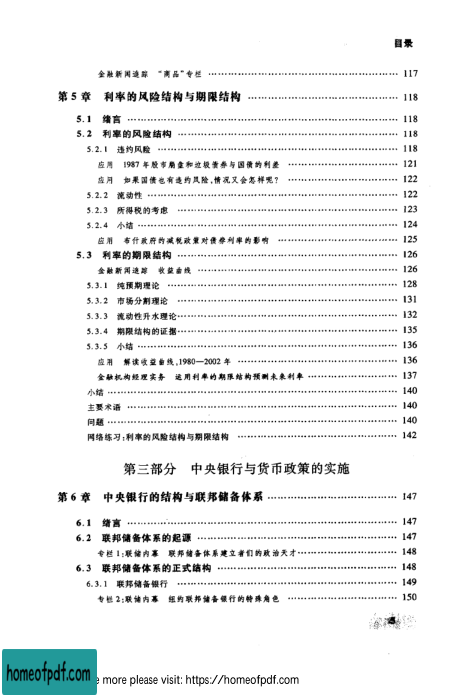 目录
金融新闻追踪 “商品”专栏 …… 117
第5章 利率的风险结构与期限结构 …… 118
5.1 绪言 …… 118
5.2 利率的风险结构 …… 118
5.2.1 违约风险 …… 118
应用 1987年股市崩盘和垃圾债券与国债的利差 …… 121
应用 如果国债也有违约风险,情况又会怎样呢? …… 122
5.2.2 流动性 …… 122
5.2.3 所得税的考虑 …… 123
5.2.4 小结 …… 124
应用 布什政府的减税政策对债券利率的影响 …… 125
5.3 利率的期限结构 …… 126
金融新闻追踪 收益曲线 …… 126
5.3.1 纯预期理论 …… 128
5.3.2 市场分割理论 …… 131
5.3.3 流动性升水理论 …… 132
5.3.4 期限结构的证据 …… 135
5.3.5 小结 …… 136
应用 解读收益曲线,1980—2002年 …… 136
金融机构经理实务 运用利率的期限结构预测未来利率 …… 137
小结 …… 140
主要术语 …… 140
问题 …… 140
网络练习:利率的风险结构与期限结构 …… 142
第三部分 中央银行与货币政策的实施
第6章 中央银行的结构与联邦储备体系 …… 147
6.1 绪言 …… 147
6.2 联邦储备体系的起源 …… 147
专栏1:联储内幕 联邦储备体系建立者们的政治天才 …… 148
6.3 联邦储备体系的正式结构 …… 148
6.3.1 联邦储备银行 …… 149
专栏2:联储内幕 纽约联邦储备银行的特殊角色 …… 150
homeofpdf.com
more please visit: https://homeofpdf.com